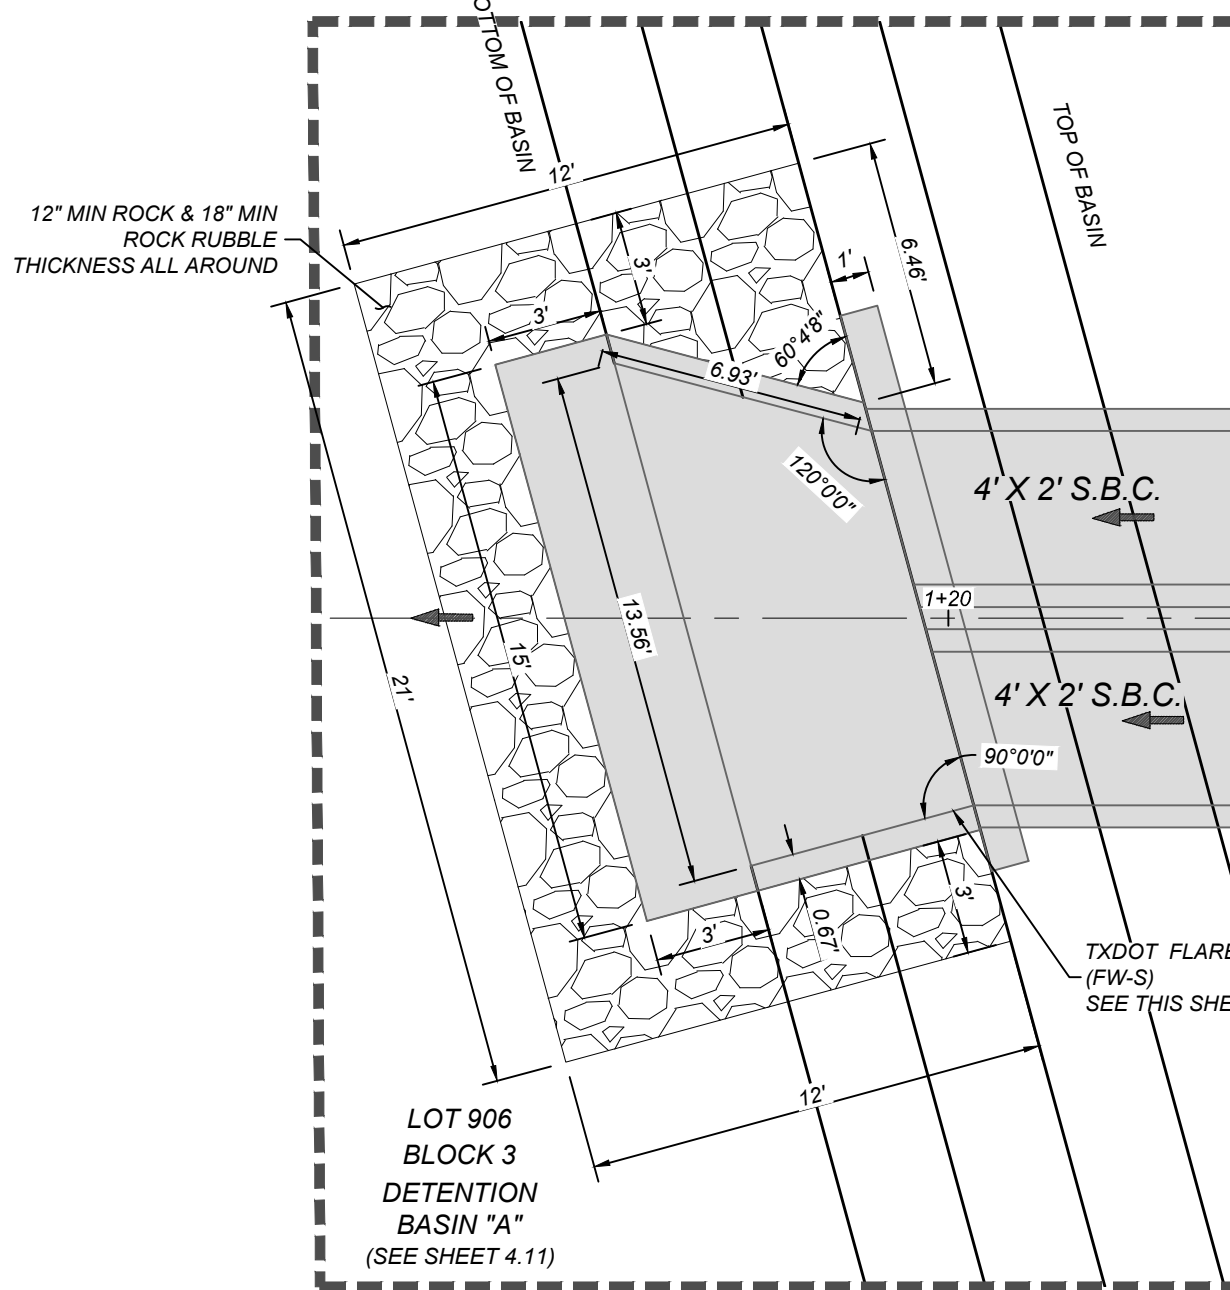 OTTOM OF BASIN
TOP OF BASIN
12'
12" MIN ROCK & 18" MIN
ROCK RUBBLE
THICKNESS ALL AROUND
3'
3'
1'
6.46'
60°4'8"
6.93'
120°0'0"
4' X 2' S.B.C.
1+20
13.56'
15'
21'
4' X 2' S.B.C.
90°0'0"
3'
0.67'
3'
TXDOT FLARE
(FW-S)
SEE THIS SHE
12'
LOT 906
BLOCK 3
DETENTION
BASIN "A"
(SEE SHEET 4.11)